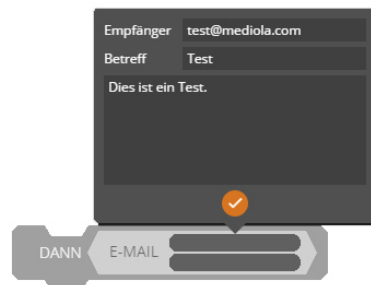 Empfänger test@mediola.com
Betreff Test
Dies ist ein Test.
DANN E-MAIL